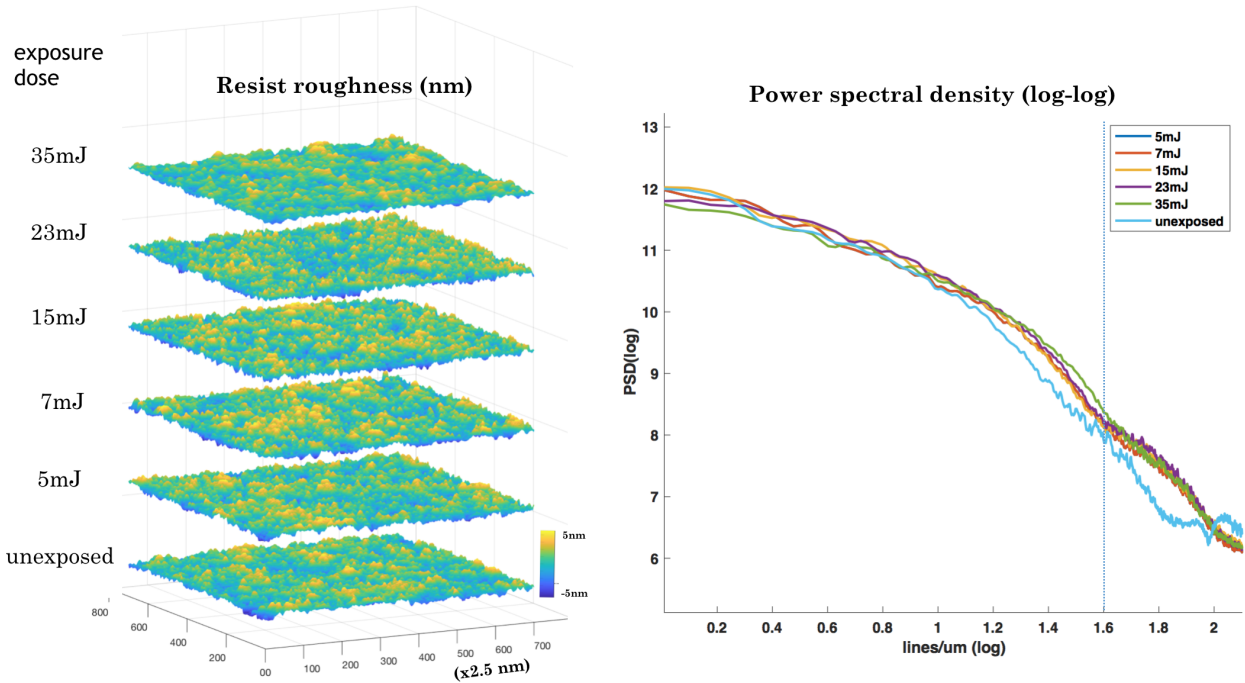 exposure
dose
Resist roughness (nm)
35mJ
23mJ
15mJ
7mJ
5mJ
unexposed
5nm
-5nm
800
600
400
200
00
100
200
300
400
500
600
700
(x2.5 nm)
Power spectral density (log-log)
13
12
11
10
9
8
7
6
PSD(log)
0.2
0.4
0.6
0.8
1
1.2
1.4
1.6
1.8
2
lines/um (log)
5mJ
7mJ
15mJ
23mJ
35mJ
unexposed